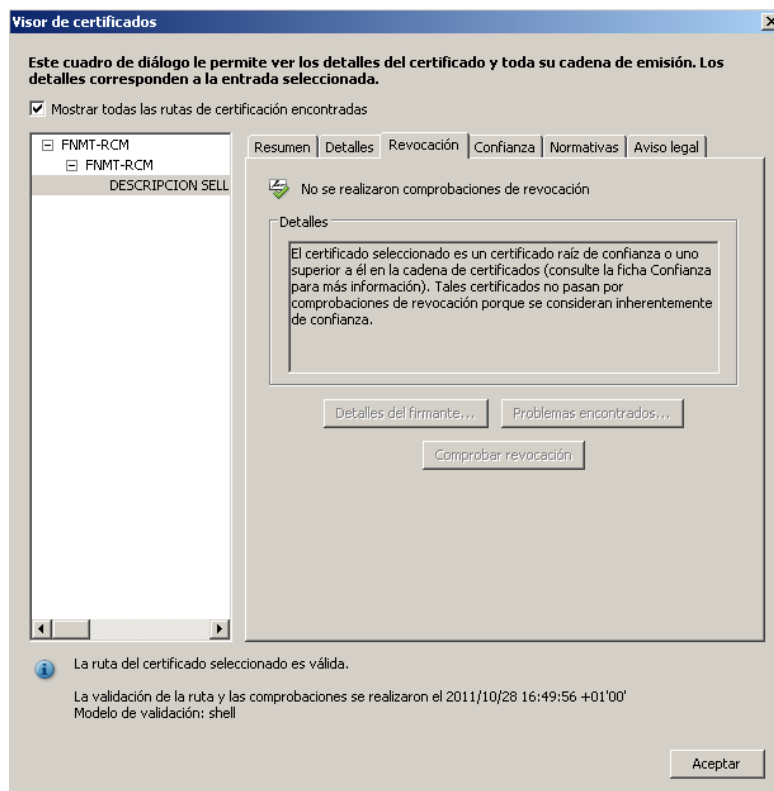 Visor de certificados
Este cuadro de diálogo le permite ver los detalles del certificado y toda su cadena de emisión. Los
detalles corresponden a la entrada seleccionada.
Mostrar todas las rutas de certificación encontradas
FNMT-RCM
FNMT-RCM
DESCRIPCION SELL
Resumen Detalles Revocación Confianza Normativas Aviso legal
No se realizaron comprobaciones de revocación
Detalles
El certificado seleccionado es un certificado raíz de confianza o uno
superior a él en la cadena de certificados (consulte la ficha Confianza
para más información). Tales certificados no pasan por
comprobaciones de revocación porque se consideran inherentemente
de confianza.
Detalles del firmante... Problemas encontrados...
Comprobar revocación
La ruta del certificado seleccionado es válida.
La validación de la ruta y las comprobaciones se realizaron el 2011/10/28 16:49:56 +01'00'
Modelo de validación: shell
Aceptar